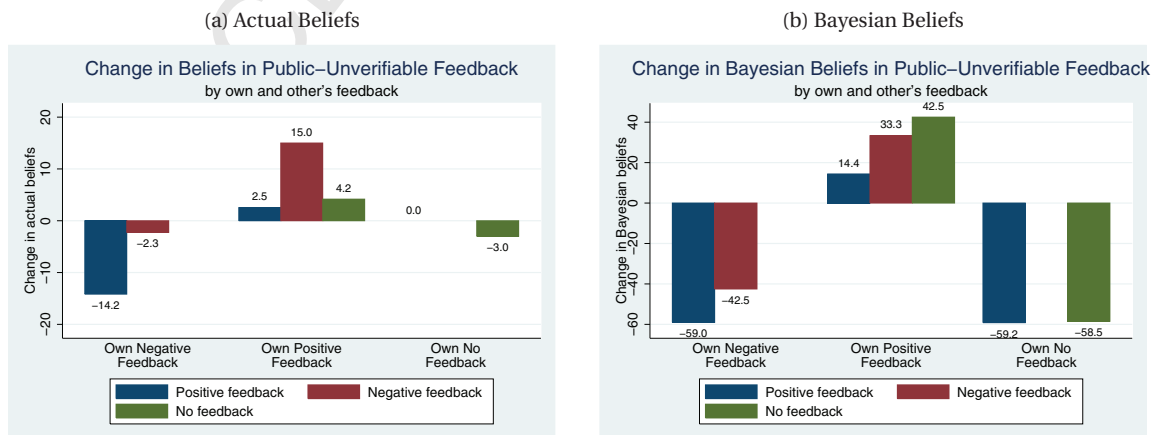 (a) Actual Beliefs
Change in Beliefs in Public−Unverifiable Feedback
by own and other's feedback
Change in actual beliefs
20
10
0
−10
−20
−14.2
−2.3
2.5
15.0
4.2
0.0
−3.0
Own Negative
Feedback
Own Positive
Feedback
Own No
Feedback
Positive feedback
Negative feedback
No feedback
(b) Bayesian Beliefs
Change in Bayesian Beliefs in Public−Unverifiable Feedback
by own and other's feedback
Change in Bayesian beliefs
40
20
0
−20
−40
−60
−59.0
−42.5
14.4
33.3
42.5
−59.2
−58.5
Own Negative
Feedback
Own Positive
Feedback
Own No
Feedback
Positive feedback
Negative feedback
No feedback